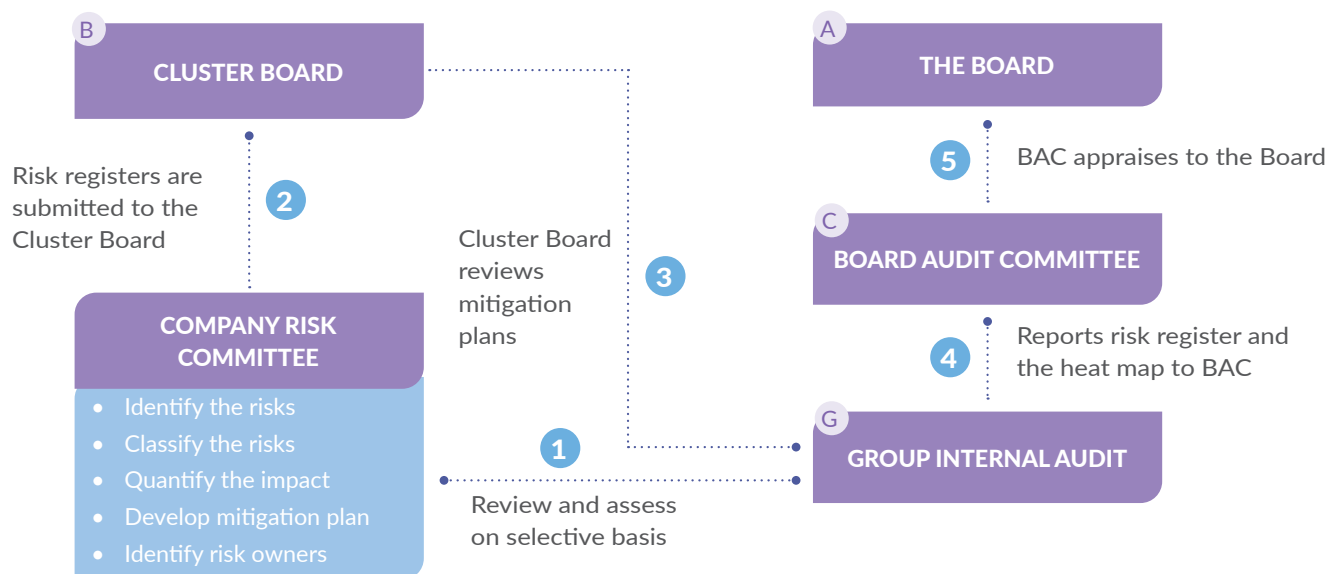 B
CLUSTER BOARD
A
THE BOARD
5
BAC appraises to the Board
Risk registers are
submitted to the
Cluster Board
2
C
BOARD AUDIT COMMITTEE
Cluster Board
reviews
mitigation
plans
3
COMPANY RISK
COMMITTEE
4
Reports risk register and
the heat map to BAC
• Identify the risks
• Classify the risks
• Quantify the impact
• Develop mitigation plan
• Identify risk owners
1
Review and assess
on selective basis
G
GROUP INTERNAL AUDIT